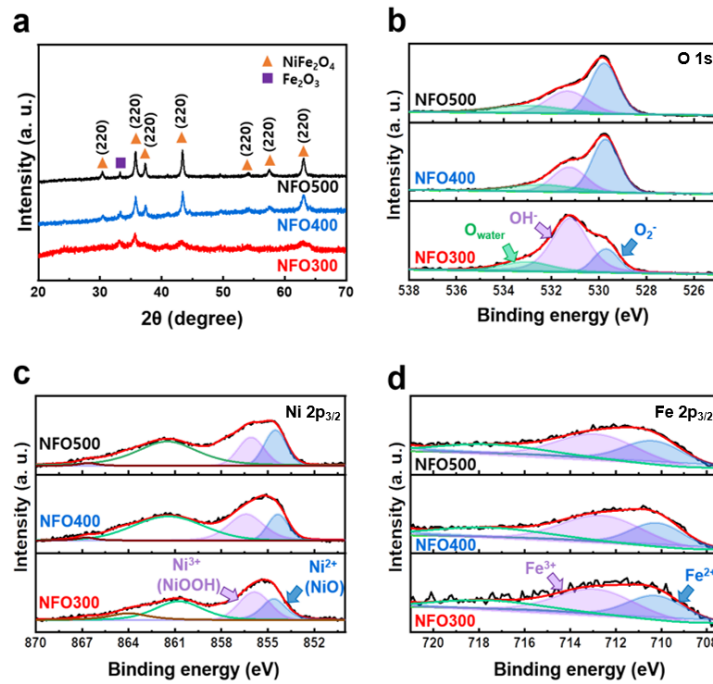 a
NiFe₂O₄
Fe₂O₃
(220)
(220)
(220)
(220)
(220)
(220)
(220)
NFO500
NFO400
NFO300
Intensity (a. u.)
20 30 40 50 60 70
2θ (degree)
b
O 1s
NFO500
NFO400
OH⁻
O_water
O₂⁻
NFO300
Intensity (a. u.)
538 536 534 532 530 528 526
Binding energy (eV)
c
Ni 2p₃/₂
NFO500
NFO400
Ni³⁺
(NiOOH)
Ni²⁺
(NiO)
NFO300
Intensity (a. u.)
870 867 864 861 858 855 852
Binding energy (eV)
d
Fe 2p₃/₂
NFO500
NFO400
Fe³⁺
Fe²⁺
NFO300
Intensity (a. u.)
720 718 716 714 712 710 708
Binding energy (eV)